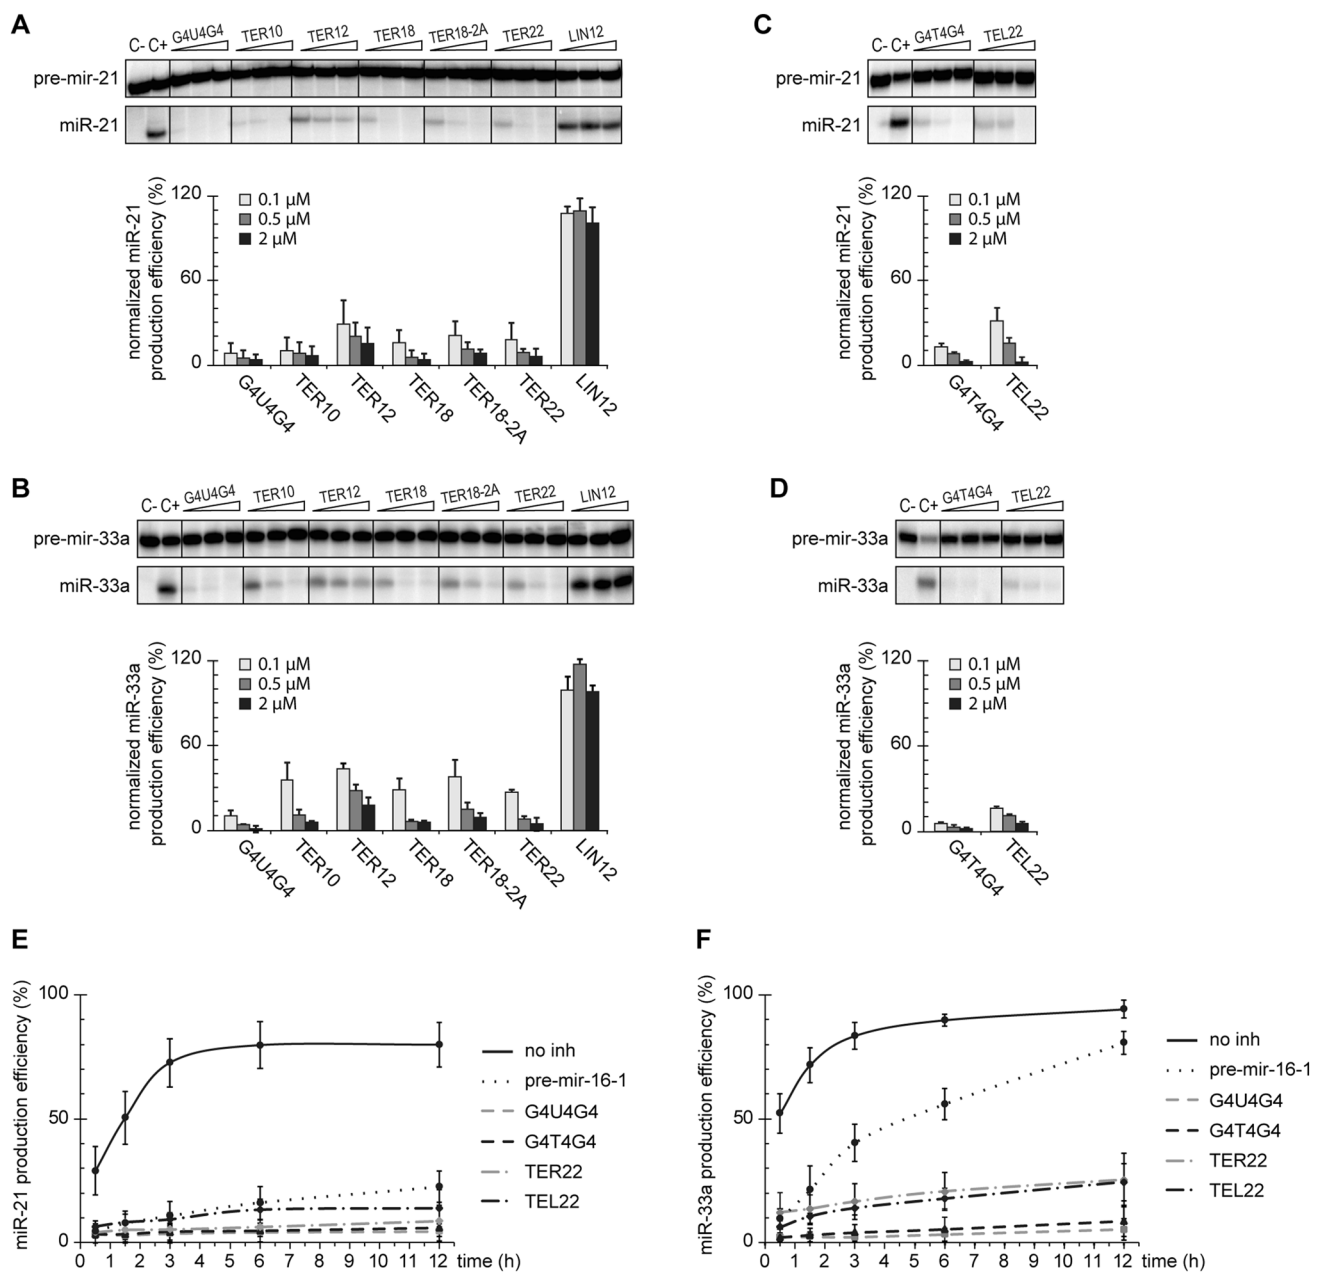 A
C- C+ G4U4G4 TER10 TER12 TER18 TER18-2A TER22 LIN12
pre-mir-21
miR-21
normalized miR-21
production efficiency (%)
120
60
0
0.1 µM
0.5 µM
2 µM
G4U4G4 TER10 TER12 TER18 TER18-2A TER22 LIN12
C
C- C+ G4T4G4 TEL22
pre-mir-21
miR-21
normalized miR-21
production efficiency (%)
120
60
0
0.1 µM
0.5 µM
2 µM
G4T4G4 TEL22
B
C- C+ G4U4G4 TER10 TER12 TER18 TER18-2A TER22 LIN12
pre-mir-33a
miR-33a
normalized miR-33a
production efficiency (%)
120
60
0
0.1 µM
0.5 µM
2 µM
G4U4G4 TER10 TER12 TER18 TER18-2A TER22 LIN12
D
C- C+ G4T4G4 TEL22
pre-mir-33a
miR-33a
normalized miR-33a
production efficiency (%)
120
60
0
0.1 µM
0.5 µM
2 µM
G4T4G4 TEL22
E
miR-21 production efficiency (%)
100
50
0
0 1 2 3 4 5 6 7 8 9 10 11 12 time (h)
no inh
pre-mir-16-1
G4U4G4
G4T4G4
TER22
TEL22
F
miR-33a production efficiency (%)
100
50
0
0 1 2 3 4 5 6 7 8 9 10 11 12 time (h)
no inh
pre-mir-16-1
G4U4G4
G4T4G4
TER22
TEL22